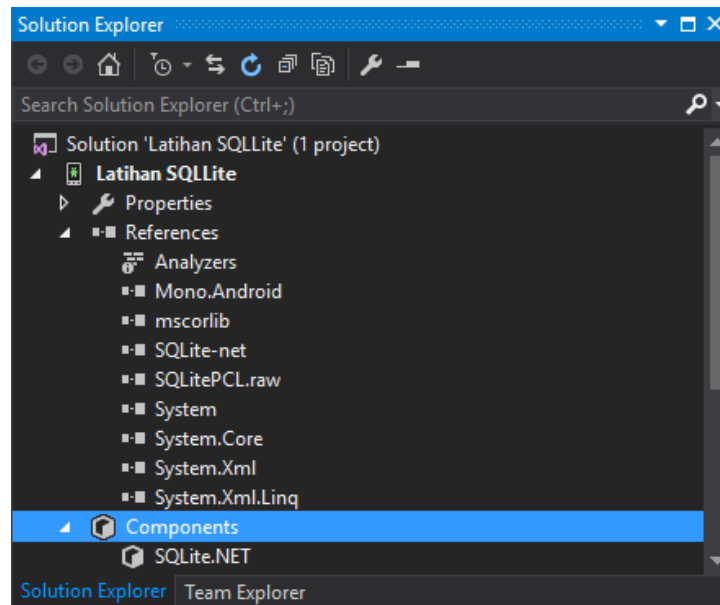 Solution Explorer
Search Solution Explorer (Ctrl+;)
Solution 'Latihan SQLLite' (1 project)
Latihan SQLLite
Properties
References
Analyzers
Mono.Android
mscorlib
SQLite-net
SQLitePCL.raw
System
System.Core
System.Xml
System.Xml.Linq
Components
SQLite.NET
Solution Explorer Team Explorer